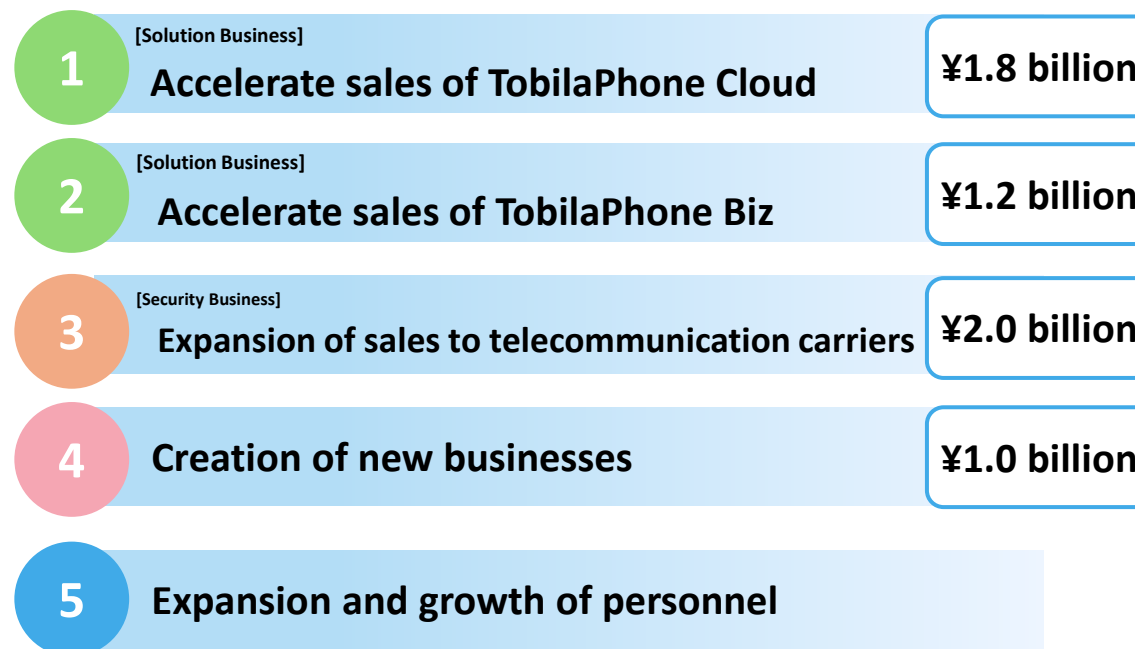 1
[Solution Business]
Accelerate sales of TobilaPhone Cloud
¥1.8 billion
2
[Solution Business]
Accelerate sales of TobilaPhone Biz
¥1.2 billion
3
[Security Business]
Expansion of sales to telecommunication carriers
¥2.0 billion
4
Creation of new businesses
¥1.0 billion
5
Expansion and growth of personnel